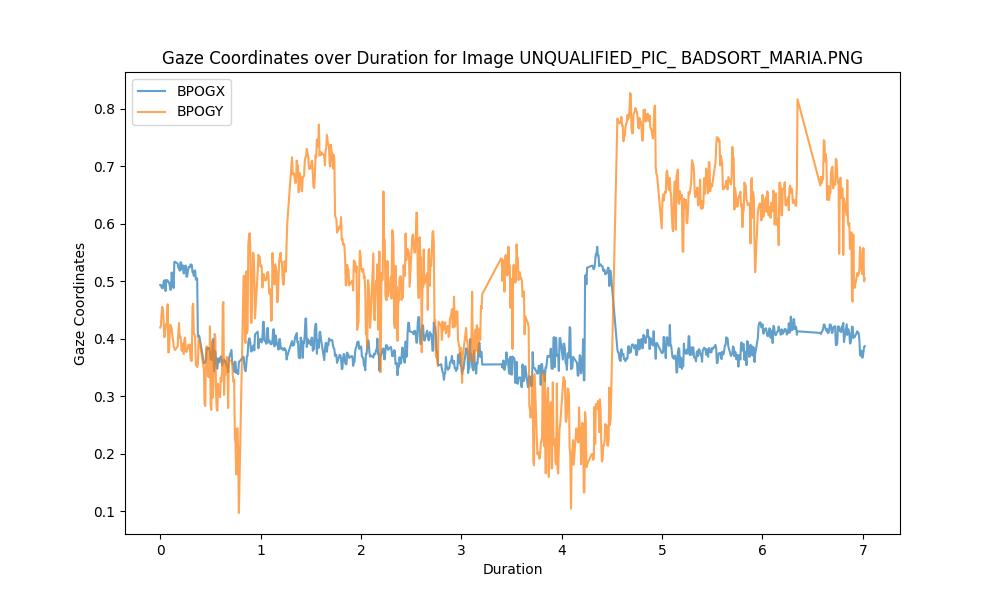 Gaze Coordinates over Duration for Image UNQUALIFIED_PIC_ BADSORT_MARIA.PNG
BPOGX
BPOGY
Gaze Coordinates
0.8
0.7
0.6
0.5
0.4
0.3
0.2
0.1
0 1 2 3 4 5 6 7
Duration